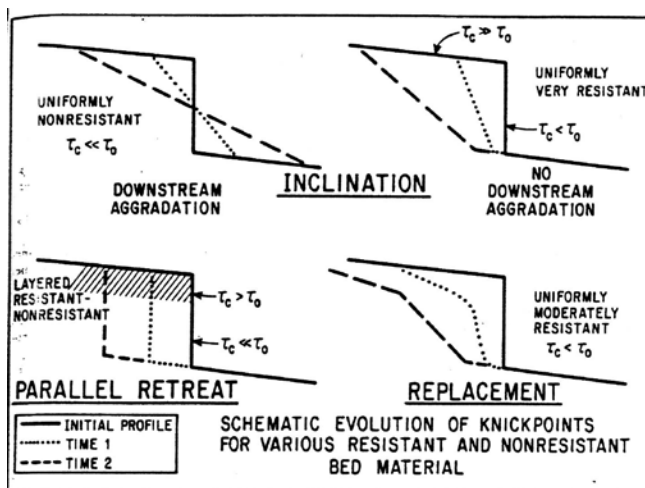 τc ≫ τo
UNIFORMLY
NONRESISTANT
τc ≪ τo
UNIFORMLY
VERY RESISTANT
τc < τo
DOWNSTREAM
AGGRADATION
INCLINATION
NO
DOWNSTREAM
AGGRADATION
LAYERED
RESISTANT-
NONRESISTANT
τc > τo
τc ≪ τo
UNIFORMLY
MODERATELY
RESISTANT
τc < τo
PARALLEL RETREAT
REPLACEMENT
INITIAL PROFILE
TIME 1
TIME 2
SCHEMATIC EVOLUTION OF KNICKPOINTS
FOR VARIOUS RESISTANT AND NONRESISTANT
BED MATERIAL